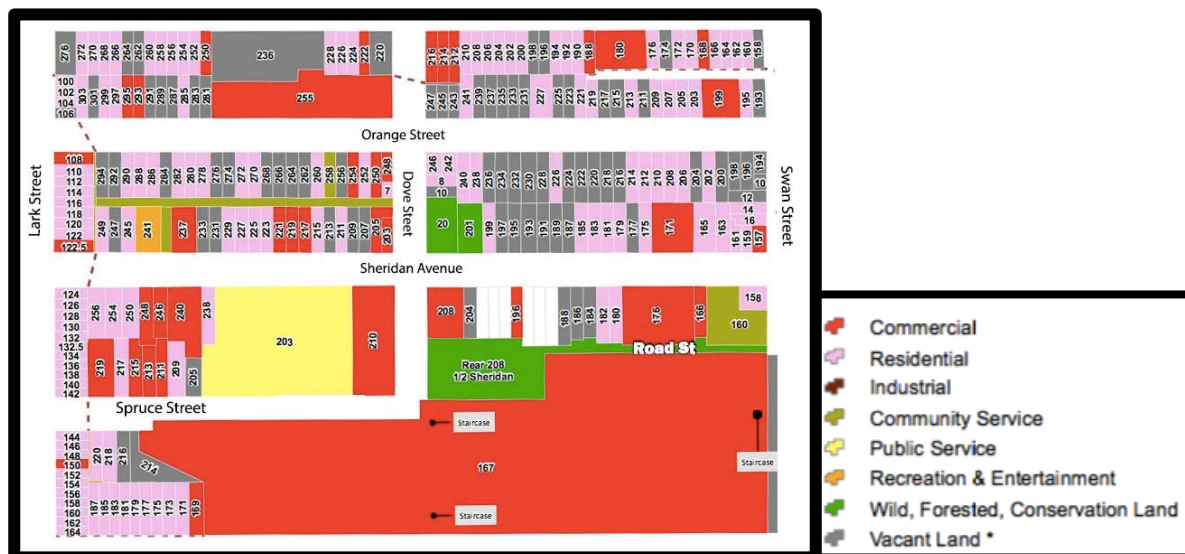 276 272 270 268 266 264 262 260 258 256 254 252 250 236 228 226 224 222 220 216 214 212 210 208 206 204 202 200 198 196 194 192 190 188 180 176 174 172 170 168 166 164 162 160 158
100
102
104
106
303 301 299 297 295 293 291 289 287 285 283 281 255 247 245 243 241 239 237 235 233 231 227 225 223 221 219 217 215 213 211 209 207 205 203 199 195 193
Orange Street
Lark Street
108
110
112
114
116
118
120
122
122.5
294 292 290 288 286 284 282 280 278 276 274 272 270 268 266 264 262 260 258 256 254 252 250 248
7
249 247 245 241 237 233 231 229 227 225 223 221 219 217 215 213 211 209 207 205 203
Dove Street
246 242
8
10
240 238 236 234 232 230 228 226 224 222 220 218 216 214 212 210 208 206 204 202 200 198 196 194
10
12
14
16
20 201 199 197 195 193 191 189 187 185 183 181 179 177 175 171 165 163 161 159 157
Swan Street
Sheridan Avenue
124
126
128
130
132
132.5
134
136
138
140
142
256 254 250 248 246 240 238
219 217 215 213 211 209 205
203
210
208 204 196 188 186 184 182 180 176 166 160 158
Road St
Rear 208
1/2 Sheridan
Spruce Street
144
146
148
150
152
154
156
158
160
162
164
220 218 216 214
187 185 183 181 179 177 175 173 171 169
167
Staircase
Staircase
Staircase
Commercial
Residential
Industrial
Community Service
Public Service
Recreation & Entertainment
Wild, Forested, Conservation Land
Vacant Land *